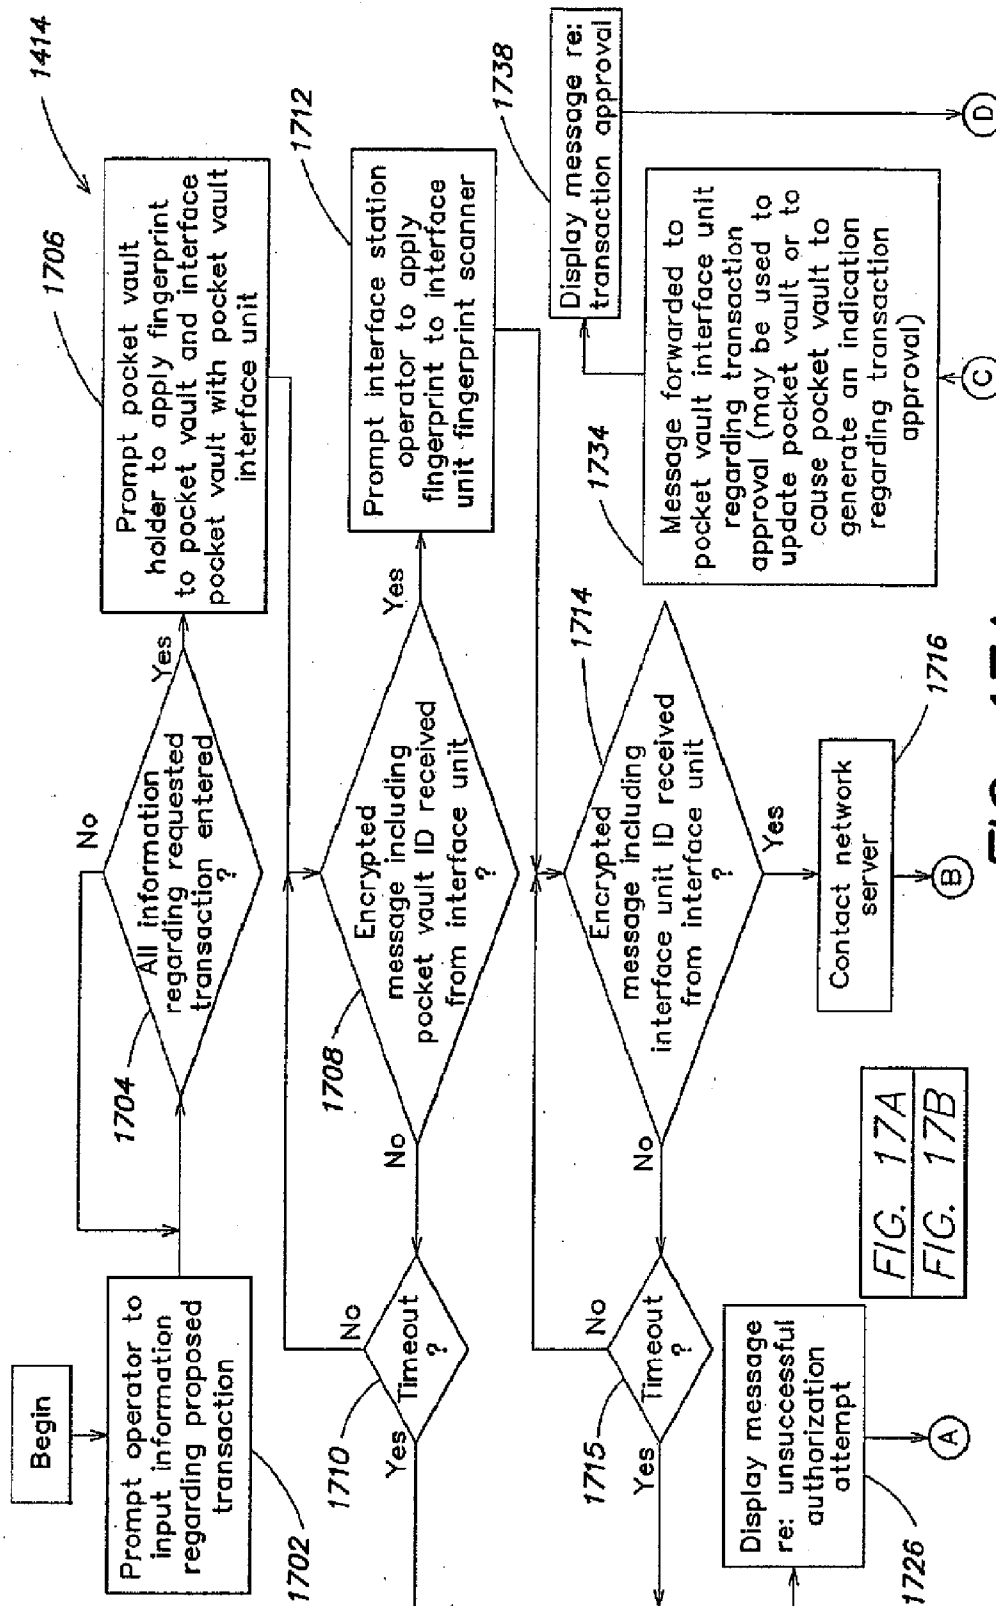 Begin
Prompt operator to
input information
regarding proposed
transaction
1702
No
All information
regarding requested
transaction entered
?
1704
Yes
Prompt pocket vault
holder to apply fingerprint
to pocket vault and interface
pocket vault with pocket vault
interface unit
1706
1414
Timeout
?
No
Yes
1710
No
Encrypted
message including
pocket vault ID received
from interface unit
?
1708
Yes
Prompt interface station
operator to apply
fingerprint to interface
unit fingerprint scanner
1712
Timeout
?
No
Yes
1715
No
Encrypted
message including
interface unit ID received
from interface unit
?
1714
Yes
Display message re:
transaction approval
1738
D
Message forwarded to
pocket vault interface unit
regarding transaction
approval (may be used to
update pocket vault or to
cause pocket vault to
generate an indication
regarding transaction
approval)
1734
C
Display message
re: unsuccessful
authorization
attempt
1726
A
Contact network
server
1716
B
FIG. 17A
FIG. 17B